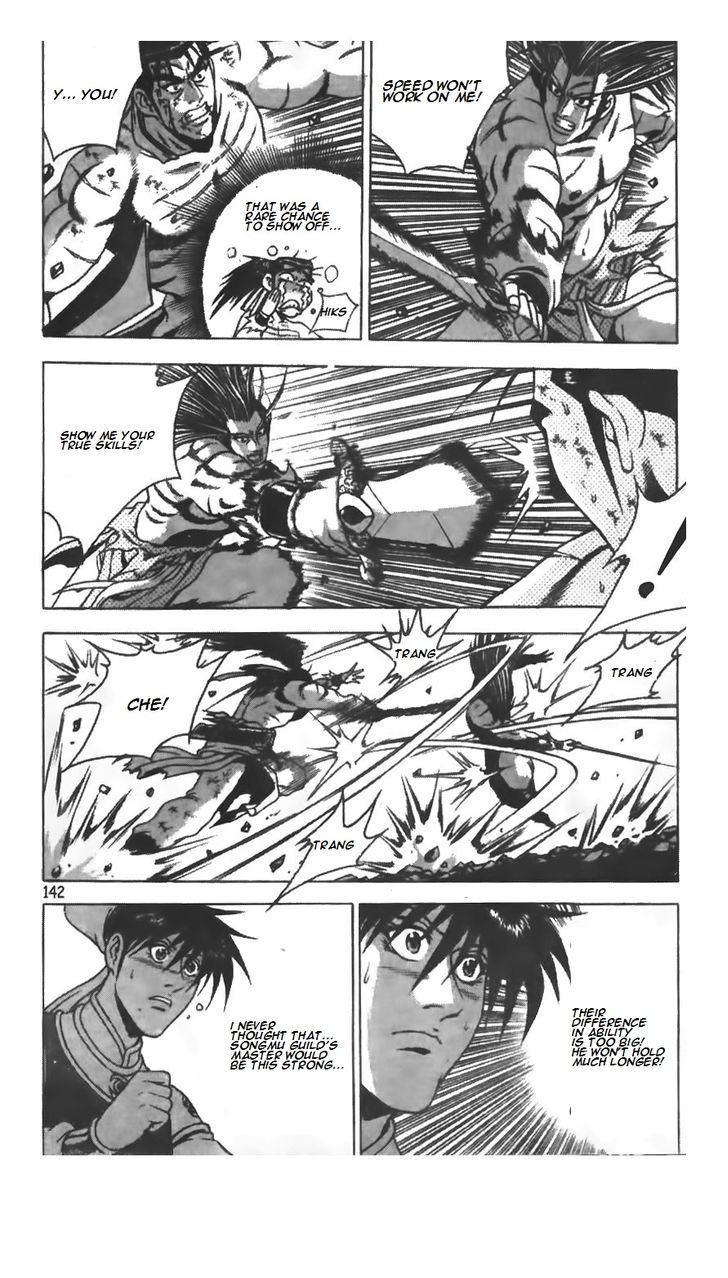 Y... YOU!
SPEED WON'T
WORK ON ME!
THAT WAS A
RARE CHANCE
TO SHOW OFF...
HIKS
SHOW ME YOUR
TRUE SKILLS!
!
CHE!
TRANG
TRANG
TRANG
142
I NEVER
THOUGHT THAT...
SONGMU GUILD'S
MASTER WOULD
BE THIS STRONG...
THEIR
DIFFERENCE
IN ABILITY
IS TOO BIG!
HE WON'T HOLD
MUCH LONGER!